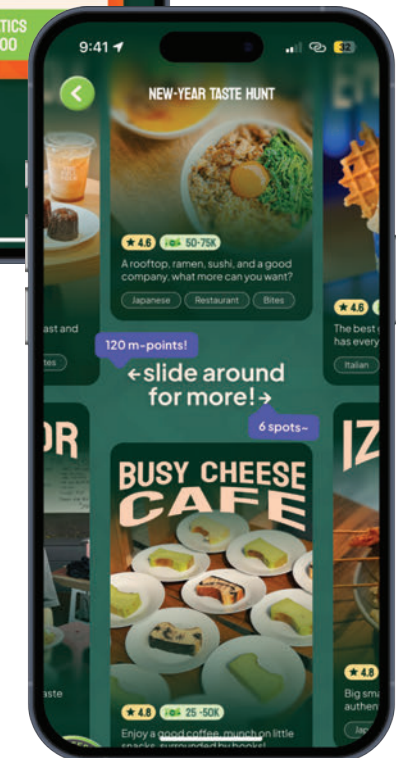 TICS
00
9:41
32
NEW-YEAR TASTE HUNT
★ 4.6
50-75K
A rooftop, ramen, sushi, and a good
company, what more can you want?
Japanese
Restaurant
Bites
ast and
tes
★ 4.6
The best
has every
Italian
120 m-points!
←slide around
for more!→
6 spots~
OR
IZ
BUSY CHEESE
CAFE
aste
★ 4.8
25 -50K
Enjoy a good coffee, munch on little
snacks, surrounded by books!
★ 4.8
Big sma
authen
Jap